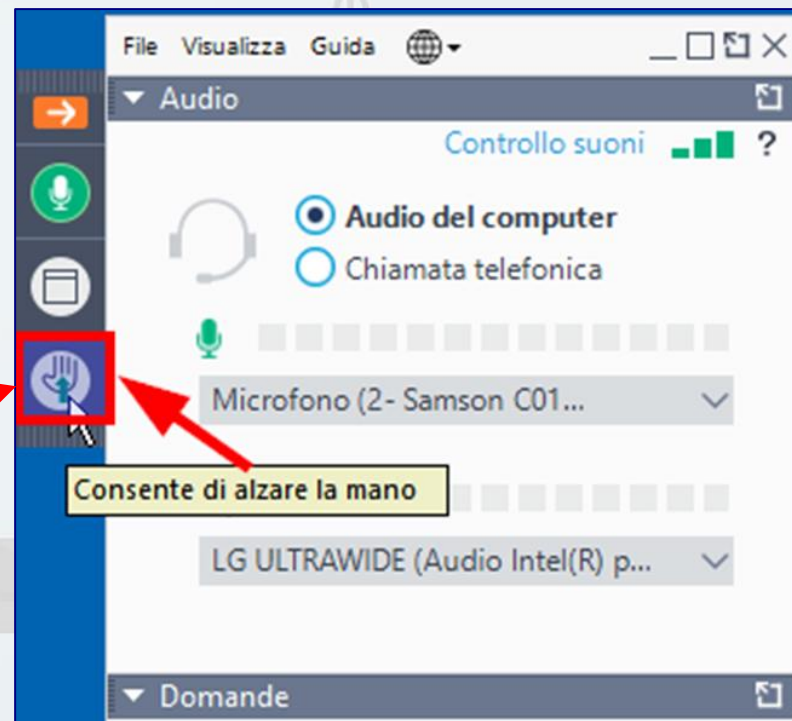 File Visualizza Guida
Audio
Controllo suoni ?
Audio del computer
Chiamata telefonica
Microfono (2- Samson C01...
Consente di alzare la mano
LG ULTRAWIDE (Audio Intel(R) p...
Domande